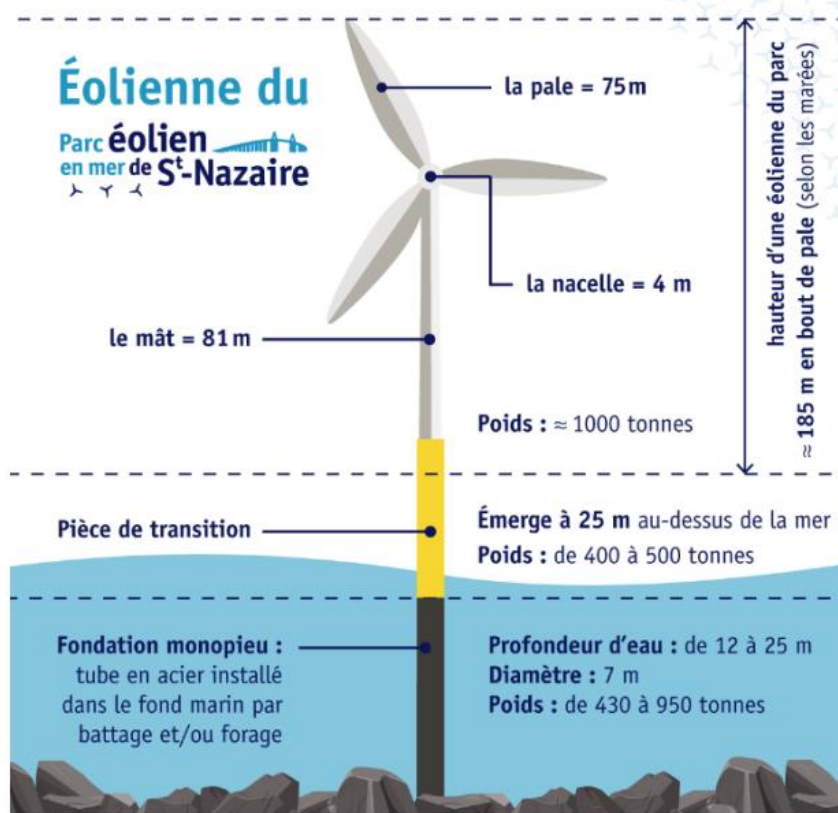 Éolienne du
Parc éolien
en mer de St-Nazaire
la pale = 75 m
la nacelle = 4 m
le mât = 81 m
hauteur d'une éolienne du parc
≈ 185 m en bout de pale (selon les marées)
Poids : ≈ 1000 tonnes
Pièce de transition
Émerge à 25 m au-dessus de la mer
Poids : de 400 à 500 tonnes
Fondation monopieu :
tube en acier installé
dans le fond marin par
battage et/ou forage
Profondeur d'eau : de 12 à 25 m
Diamètre : 7 m
Poids : de 430 à 950 tonnes